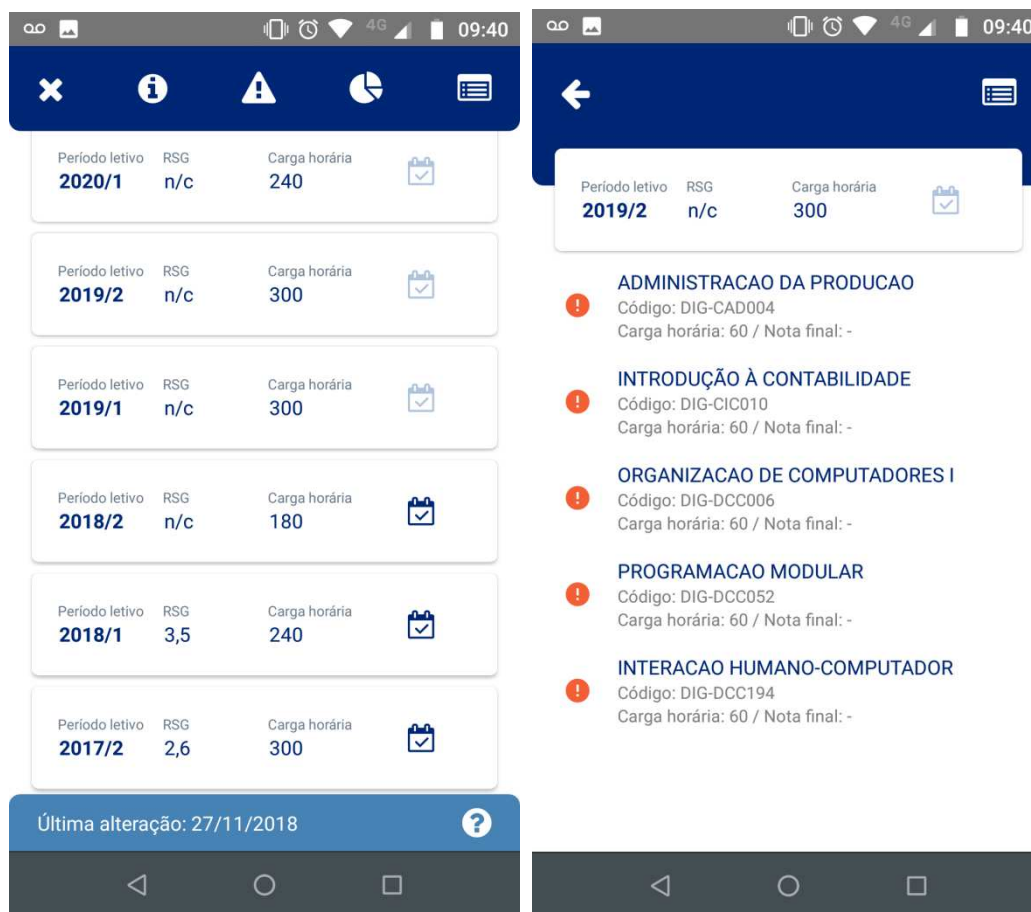 4G 09:40
Período letivo RSG Carga horária
2020/1 n/c 240
Período letivo RSG Carga horária
2019/2 n/c 300
Período letivo RSG Carga horária
2019/1 n/c 300
Período letivo RSG Carga horária
2018/2 n/c 180
Período letivo RSG Carga horária
2018/1 3,5 240
Período letivo RSG Carga horária
2017/2 2,6 300
Última alteração: 27/11/2018
4G 09:40
Período letivo RSG Carga horária
2019/2 n/c 300
ADMINISTRACAO DA PRODUCAO
Código: DIG-CAD004
Carga horária: 60 / Nota final: -
INTRODUÇÃO À CONTABILIDADE
Código: DIG-CIC010
Carga horária: 60 / Nota final: -
ORGANIZACAO DE COMPUTADORES I
Código: DIG-DCC006
Carga horária: 60 / Nota final: -
PROGRAMACAO MODULAR
Código: DIG-DCC052
Carga horária: 60 / Nota final: -
INTERACAO HUMANO-COMPUTADOR
Código: DIG-DCC194
Carga horária: 60 / Nota final: -